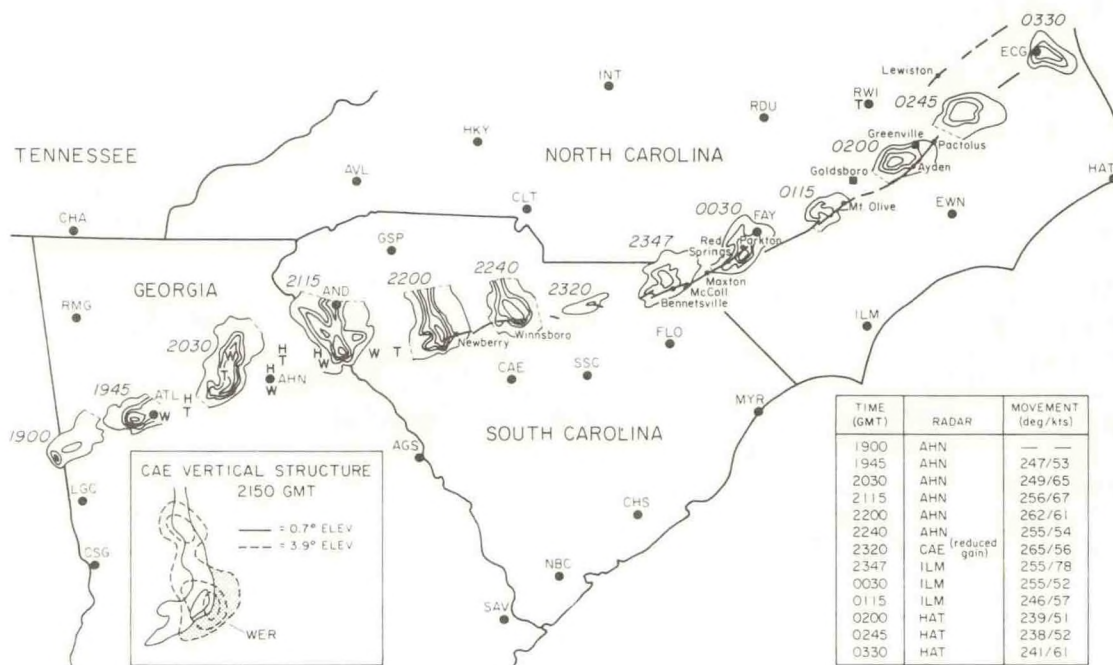 0330
ECG
Lewiston
INT
RDU
RWI
T
0245
HKY
Greenville
Pactolus
TENNESSEE
NORTH CAROLINA
0200
Ayden
AVL
Goldsboro
HAT
CLT
0115
Mt. Olive
EWN
CHA
0030
FAY
GSP
2347
Red Springs
Parkton
Maxton
McColl
Bennetsville
GEORGIA
2115
AND
2200
2240
2320
RMG
Newberry
Winnsboro
FLO
ILM
2030
W
T
H
T
H
W
W
T
H
W
AHN
CAE
SSC
1945
ATL
W
H
T
MYR
1900
SOUTH CAROLINA
AGS
LGC
CHS
CSG
NBC
SAV
CAE VERTICAL STRUCTURE
2150 GMT
= 0.7° ELEV
= 3.9° ELEV
WER
TIME (GMT) RADAR MOVEMENT (deg/kts)
1900 AHN — —
1945 AHN 247/53
2030 AHN 249/65
2115 AHN 256/67
2200 AHN 262/61
2240 AHN 255/54
2320 CAE (reduced gain) 265/56
2347 ILM 255/78
0030 ILM 255/52
0115 ILM 246/57
0200 HAT 239/51
0245 HAT 238/52
0330 HAT 241/61